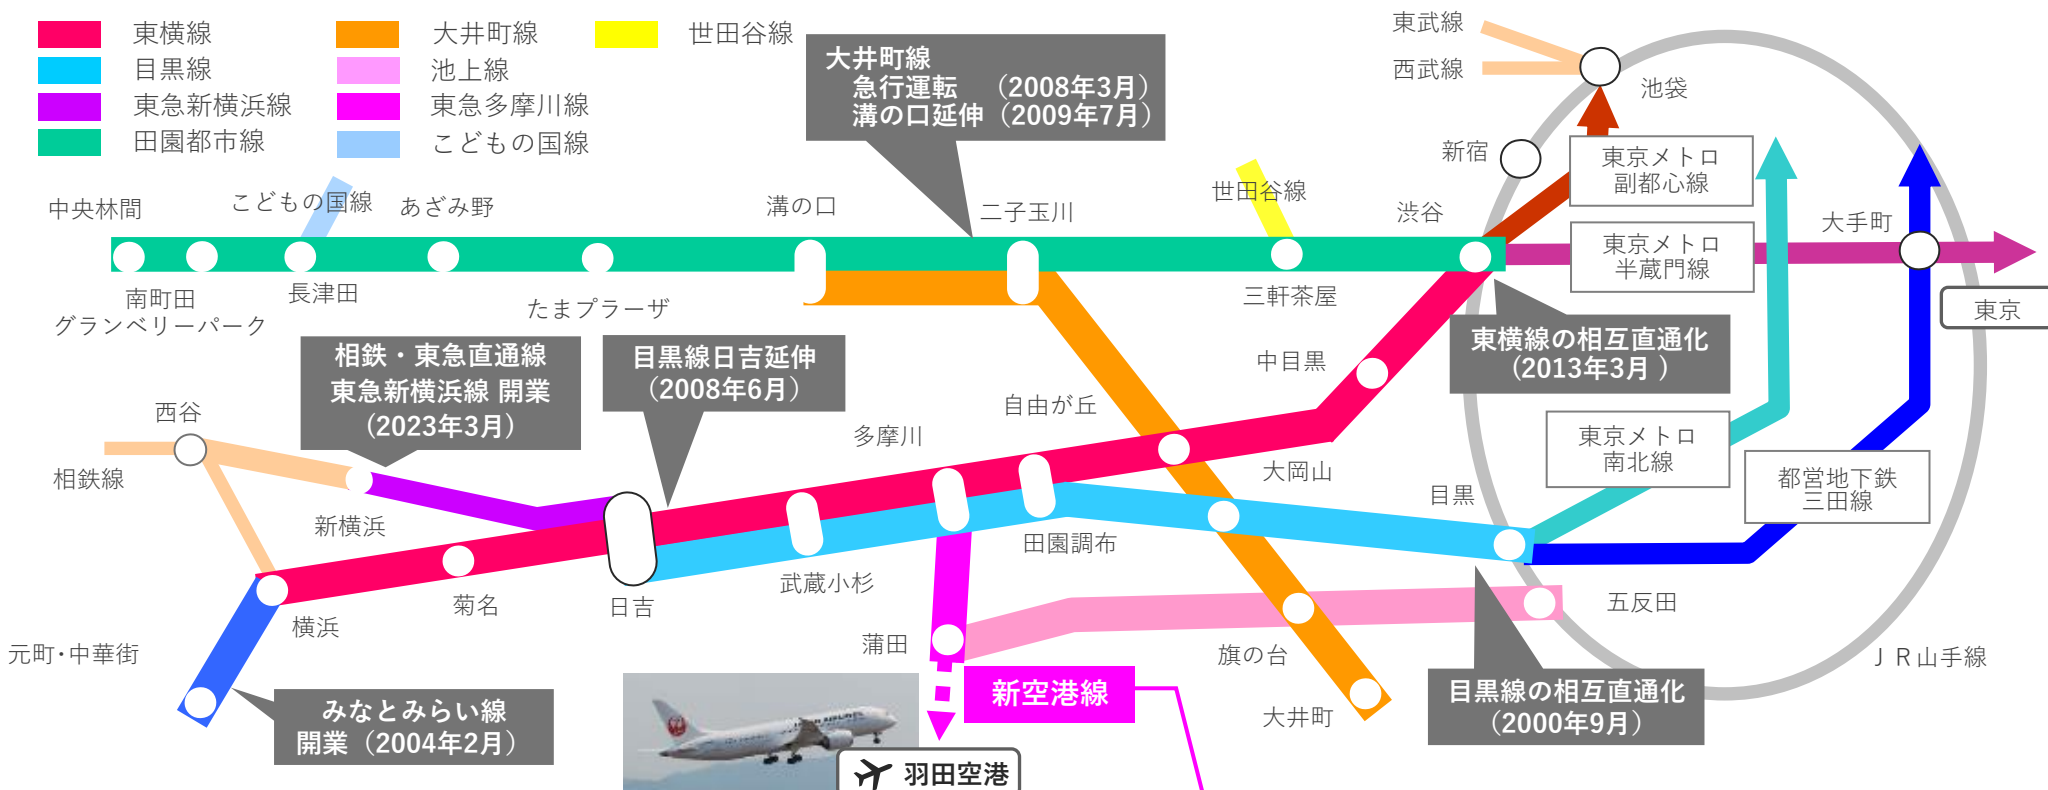 東横線
大井町線
世田谷線
目黒線
池上線
東急新横浜線
東急多摩川線
田園都市線
こどもの国線
大井町線
急行運転 （2008年3月）
溝の口延伸（2009年7月）
東武線
西武線
池袋
新宿
東京メトロ
副都心線
中央林間
こどもの国線
あざみ野
溝の口
二子玉川
世田谷線
渋谷
大手町
東京メトロ
半蔵門線
南町田
グランベリーパーク
長津田
たまプラーザ
三軒茶屋
東京
相鉄・東急直通線
東急新横浜線 開業
（2023年3月）
目黒線日吉延伸
（2008年6月）
東横線の相互直通化
（2013年3月 ）
中目黒
自由が丘
西谷
多摩川
大岡山
東京メトロ
南北線
相鉄線
新横浜
目黒
都営地下鉄
三田線
田園調布
武蔵小杉
菊名
日吉
横浜
五反田
元町・中華街
蒲田
旗の台
ＪＲ山手線
新空港線
みなとみらい線
開業（2004年2月）
大井町
目黒線の相互直通化
（2000年9月）
JAPAN AIRLINES
羽田空港